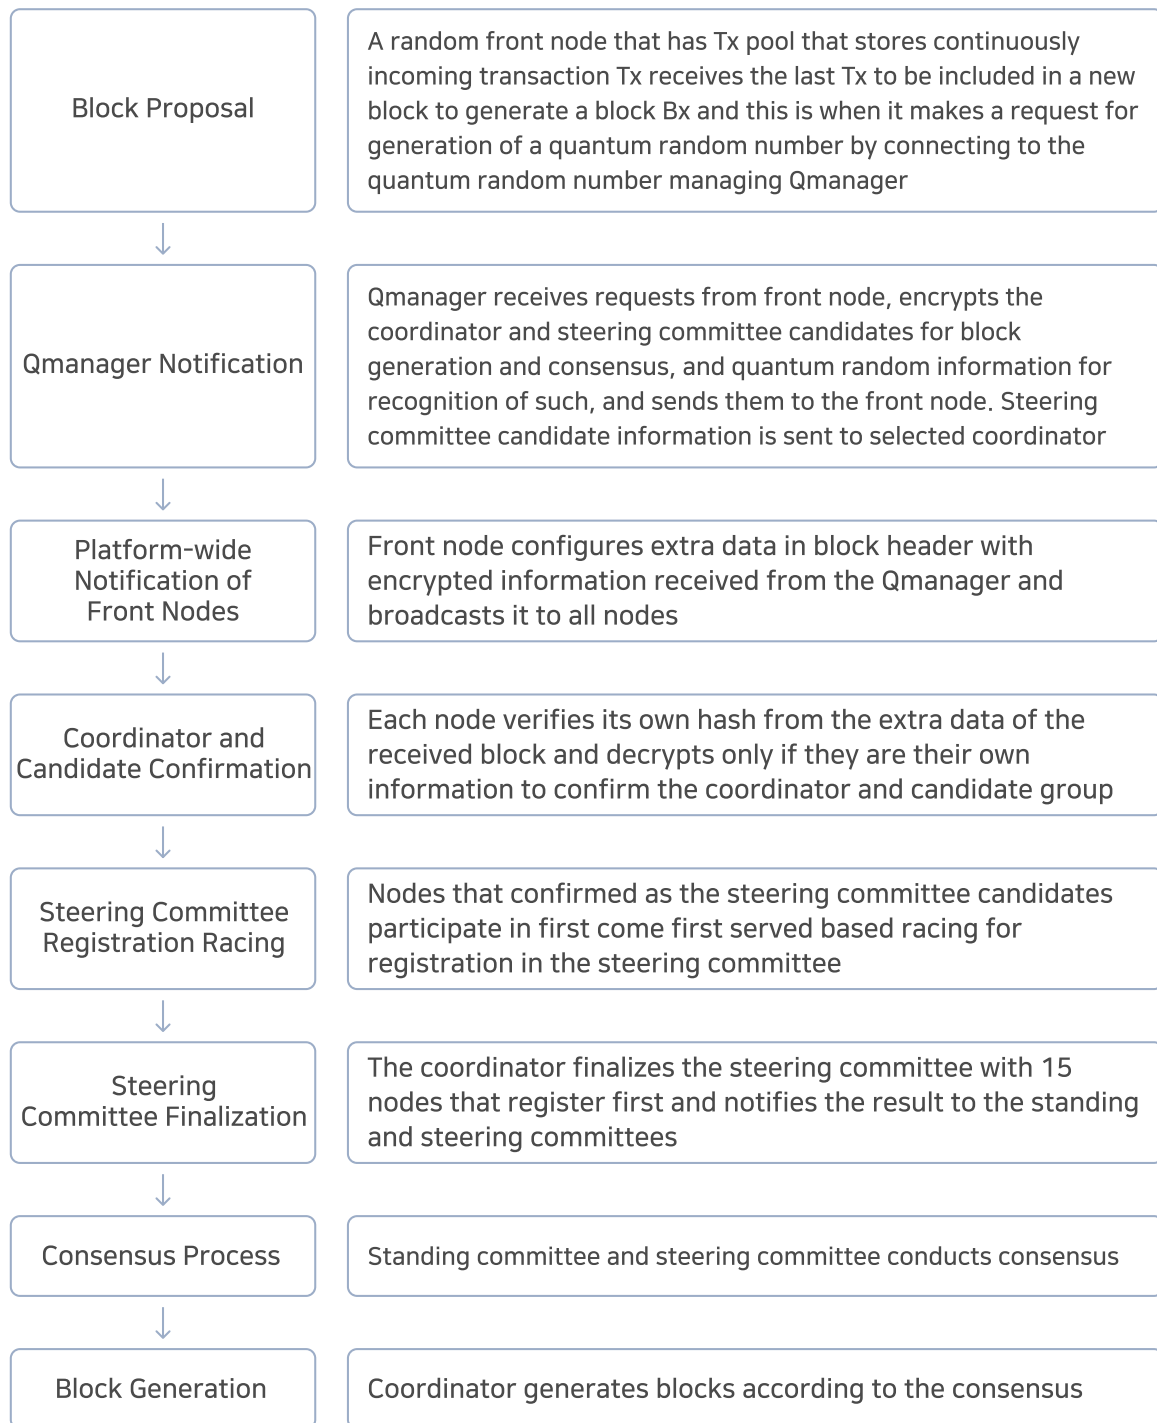 Block Proposal
A random front node that has Tx pool that stores continuously
incoming transaction Tx receives the last Tx to be included in a new
block to generate a block Bx and this is when it makes a request for
generation of a quantum random number by connecting to the
quantum random number managing Qmanager
Qmanager Notification
Qmanager receives requests from front node, encrypts the
coordinator and steering committee candidates for block
generation and consensus, and quantum random information for
recognition of such, and sends them to the front node. Steering
committee candidate information is sent to selected coordinator
Platform-wide
Notification of
Front Nodes
Front node configures extra data in block header with
encrypted information received from the Qmanager and
broadcasts it to all nodes
Coordinator and
Candidate Confirmation
Each node verifies its own hash from the extra data of the
received block and decrypts only if they are their own
information to confirm the coordinator and candidate group
Steering Committee
Registration Racing
Nodes that confirmed as the steering committee candidates
participate in first come first served based racing for
registration in the steering committee
Steering
Committee Finalization
The coordinator finalizes the steering committee with 15
nodes that register first and notifies the result to the standing
and steering committees
Consensus Process
Standing committee and steering committee conducts consensus
Block Generation
Coordinator generates blocks according to the consensus